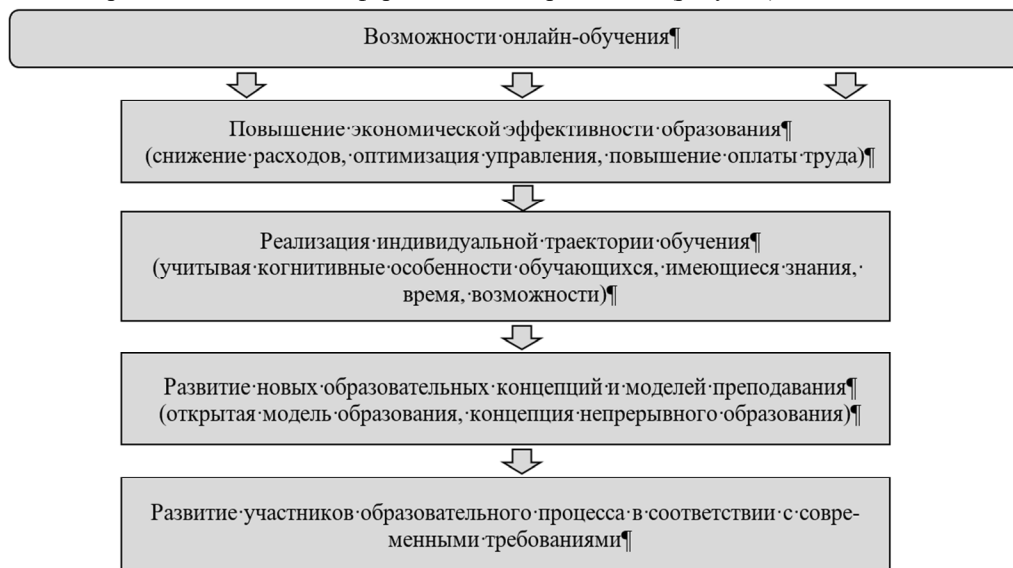 Возможности·онлайн-обучения¶
Повышение·экономической·эффективности·образования¶
(снижение·расходов,·оптимизация·управления,·повышение·оплаты·труда)¶
Реализация·индивидуальной·траектории·обучения¶
(учитывая·когнитивные·особенности·обучающихся,·имеющиеся·знания,·
время,·возможности)¶
Развитие·новых·образовательных·концепций·и·моделей·преподавания¶
(открытая·модель·образования,·концепция·непрерывного·образования)¶
Развитие·участников·образовательного·процесса·в·соответствии·с·совре-
менными·требованиями¶